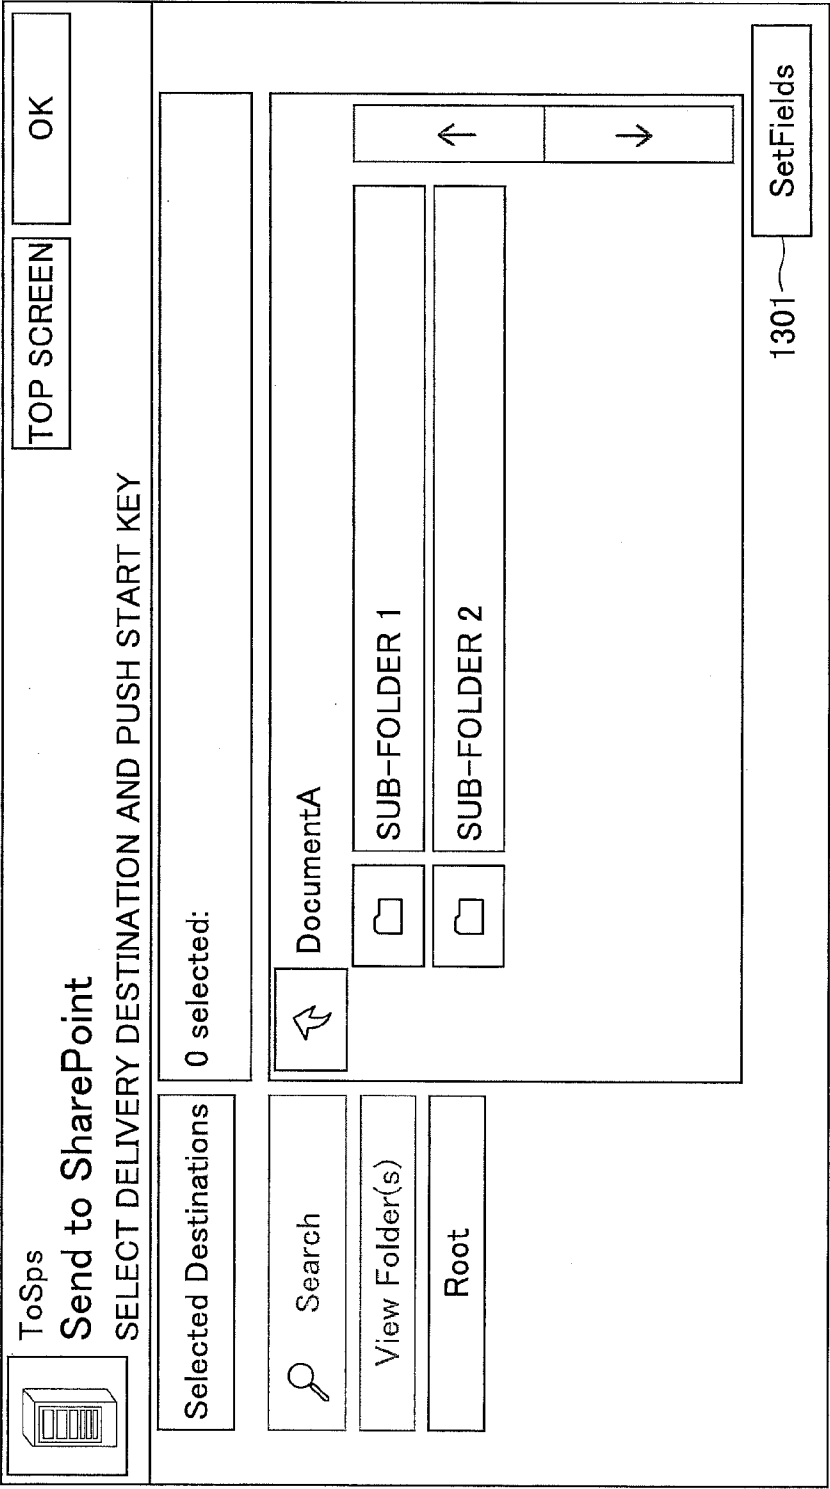 ToSps
Send to SharePoint
SELECT DELIVERY DESTINATION AND PUSH START KEY
TOP SCREEN
OK
Selected Destinations
0 selected:
Search
View Folder(s)
Root
DocumentA
SUB-FOLDER 1
SUB-FOLDER 2
↑
↓
1301
SetFields